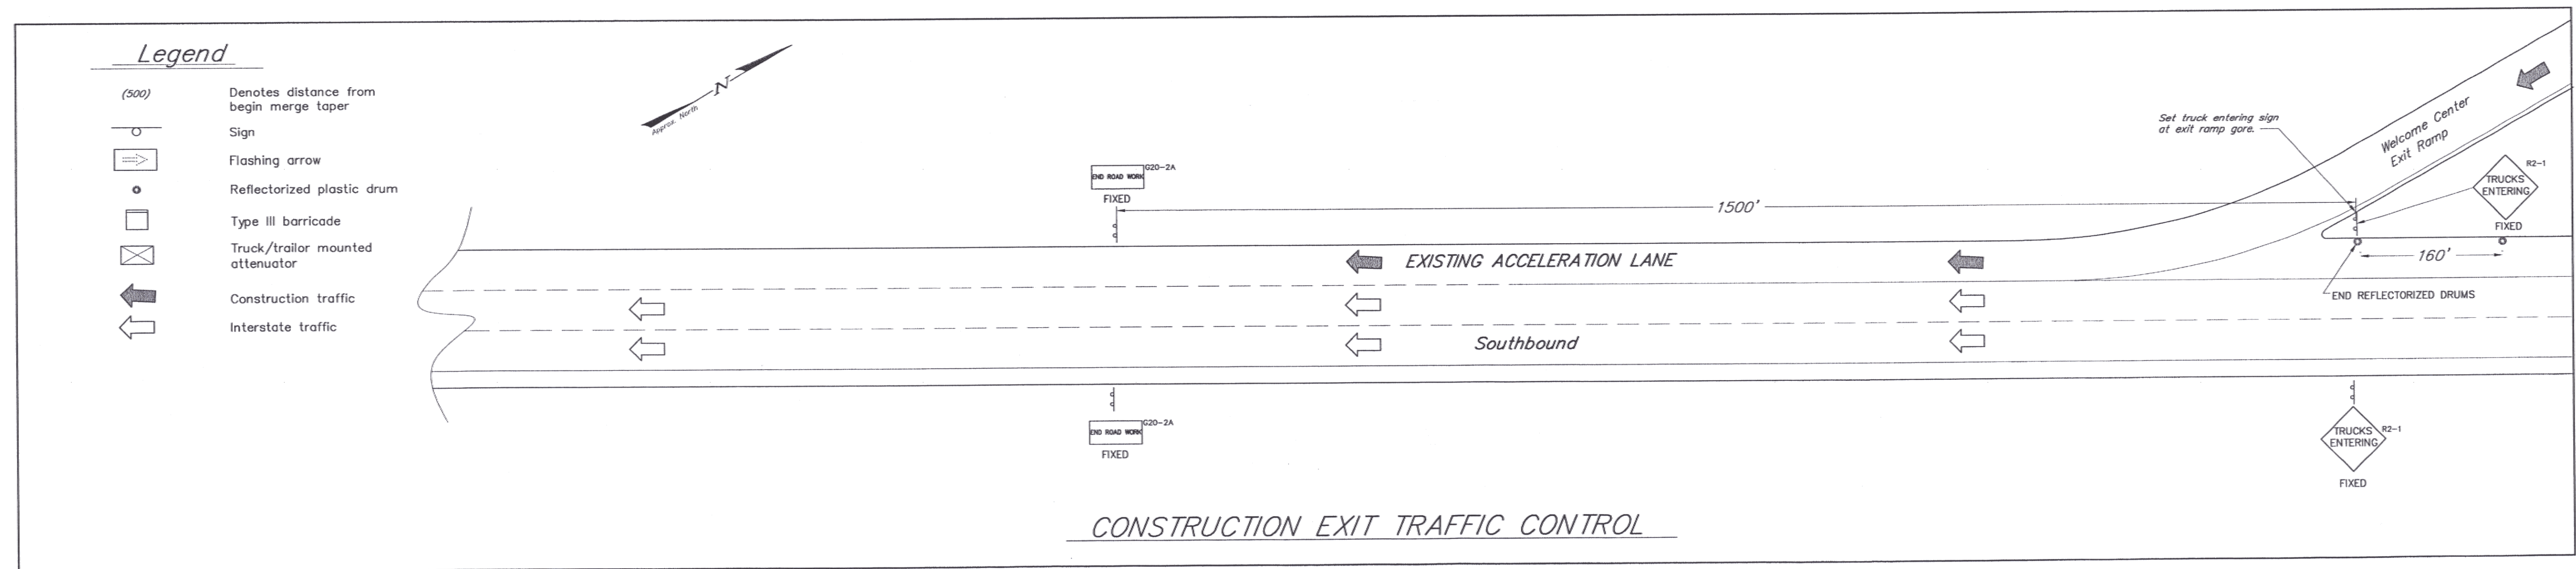 Legend
(500)
Denotes distance from
begin merge taper
Sign
Flashing arrow
Reflectorized plastic drum
Type III barricade
Truck/trailor mounted
attenuator
Construction traffic
Interstate traffic
N
Approx. North
END ROAD WORK
G20-2A
FIXED
1500'
Set truck entering sign
at exit ramp gore.
Welcome Center
Exit Ramp
R2-1
TRUCKS
ENTERING
FIXED
160'
END REFLECTORIZED DRUMS
EXISTING ACCELERATION LANE
Southbound
END ROAD WORK
G20-2A
FIXED
TRUCKS
ENTERING
R2-1
FIXED
CONSTRUCTION EXIT TRAFFIC CONTROL